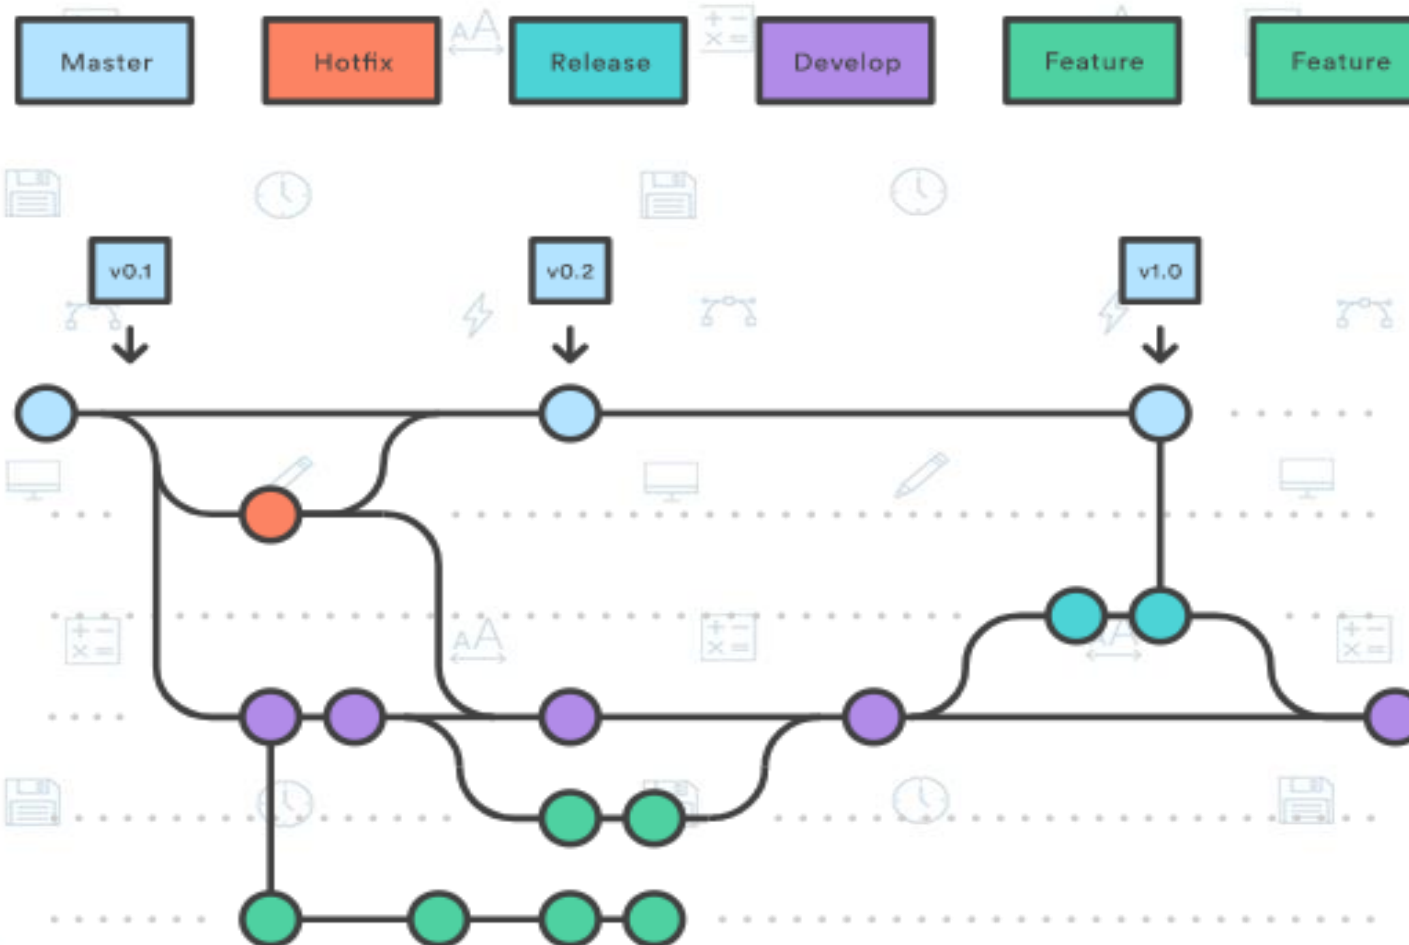 Master
Hotfix
Release
Develop
Feature
Feature
v0.1
v0.2
v1.0